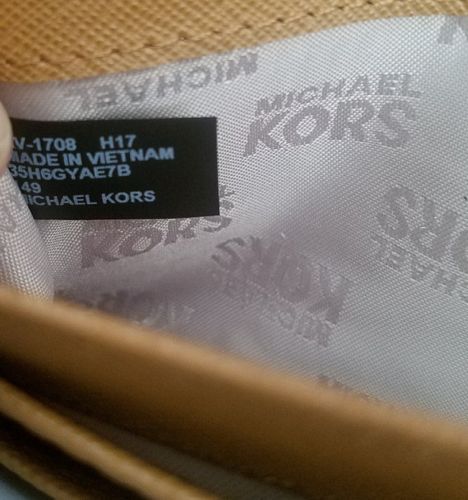 MICHAEL
MICHAEL
KORS
V-1708 H17
MADE IN VIETNAM
35H6GYAE7B
49
MICHAEL KORS
KORS
KORS
MICHAEL
KORS
MICHAEL